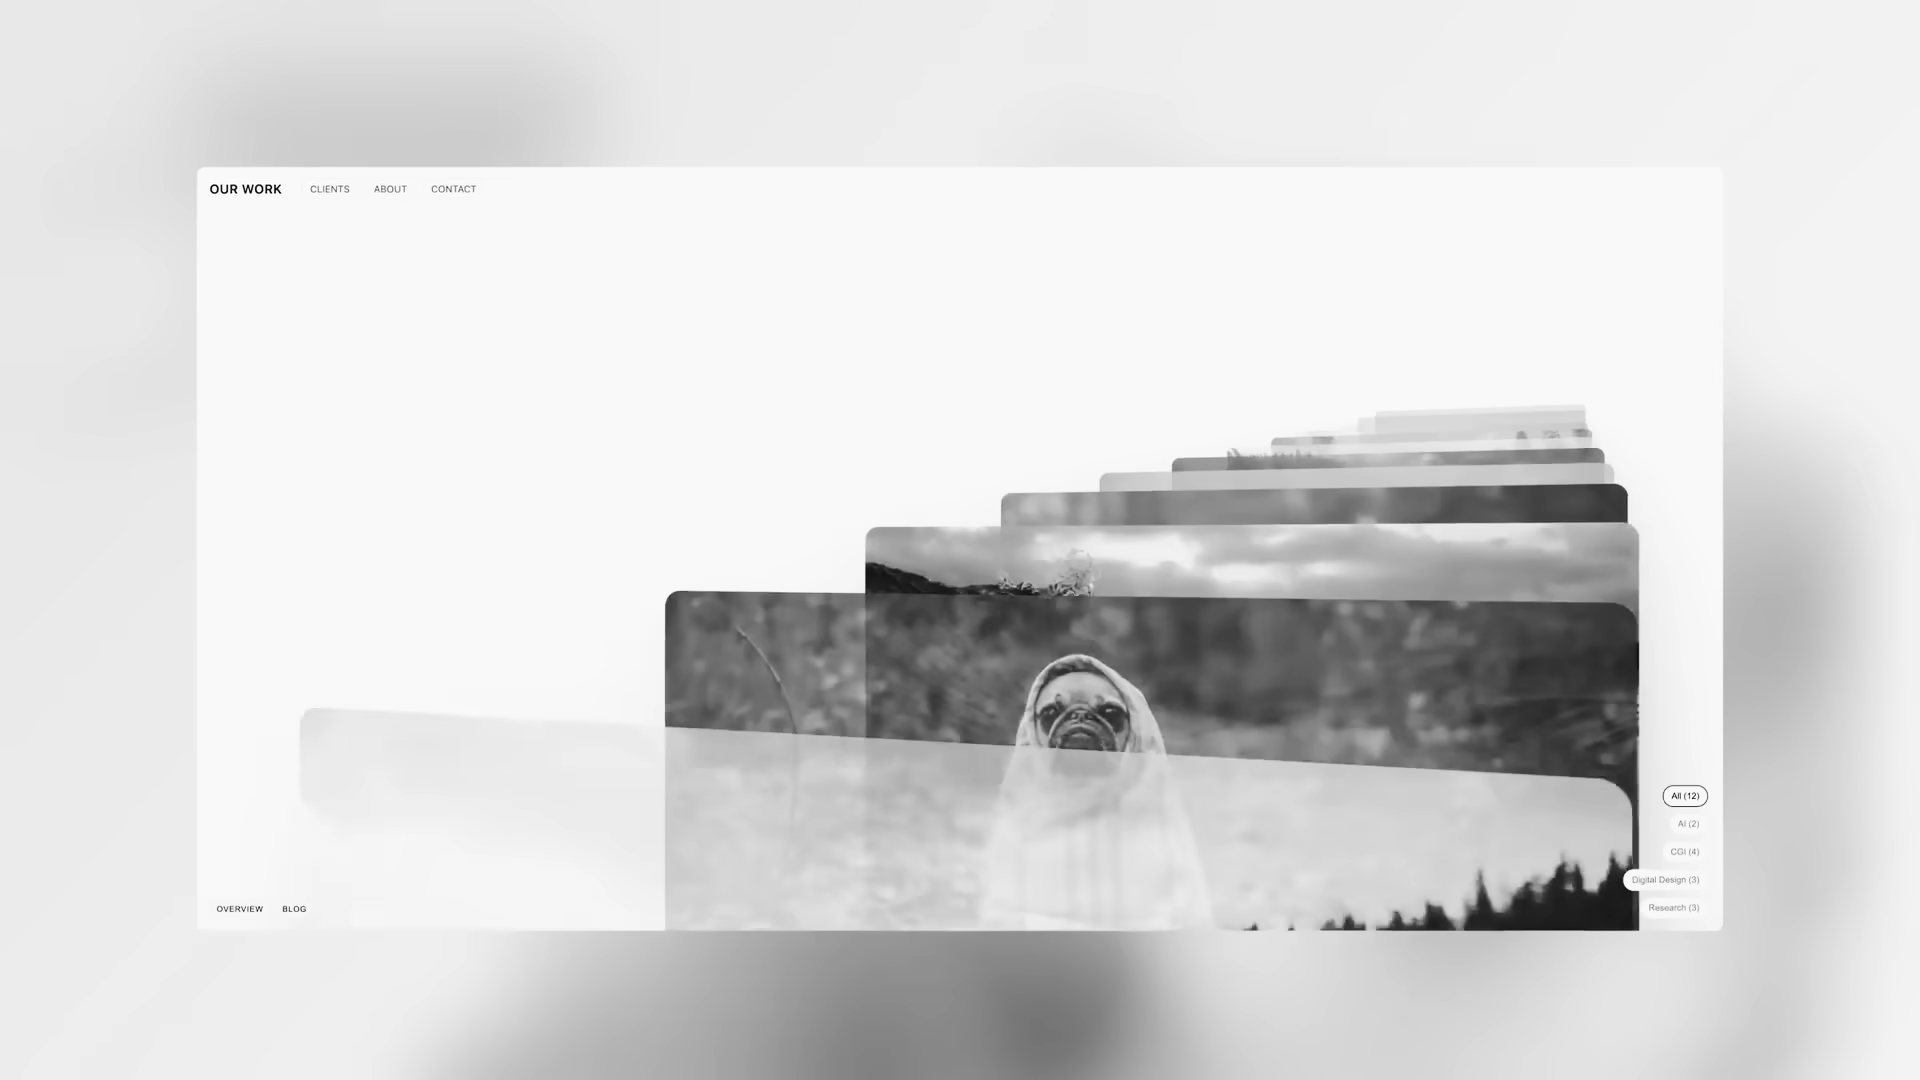 OUR WORK CLIENTS ABOUT CONTACT
All (12)
AI (2)
CGI (4)
Digital Design (3)
Research (3)
OVERVIEW BLOG